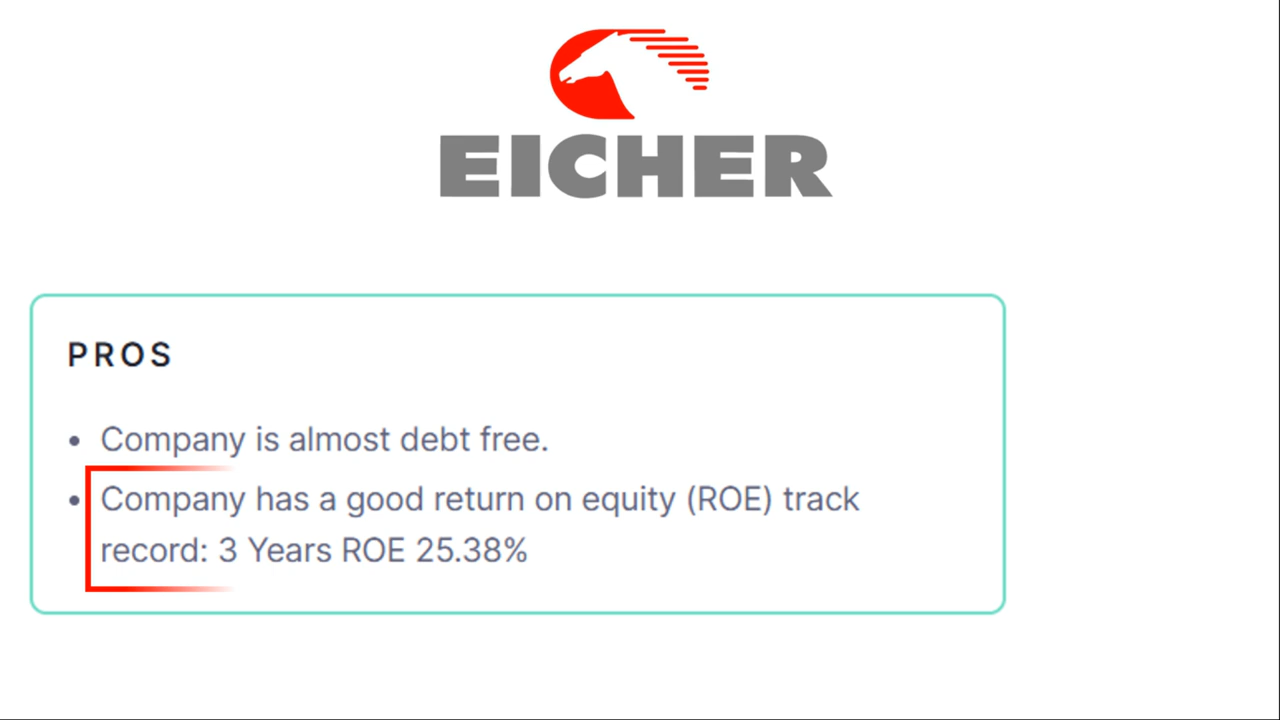 EICHER
PROS
• Company is almost debt free.
• Company has a good return on equity (ROE) track
record: 3 Years ROE 25.38%